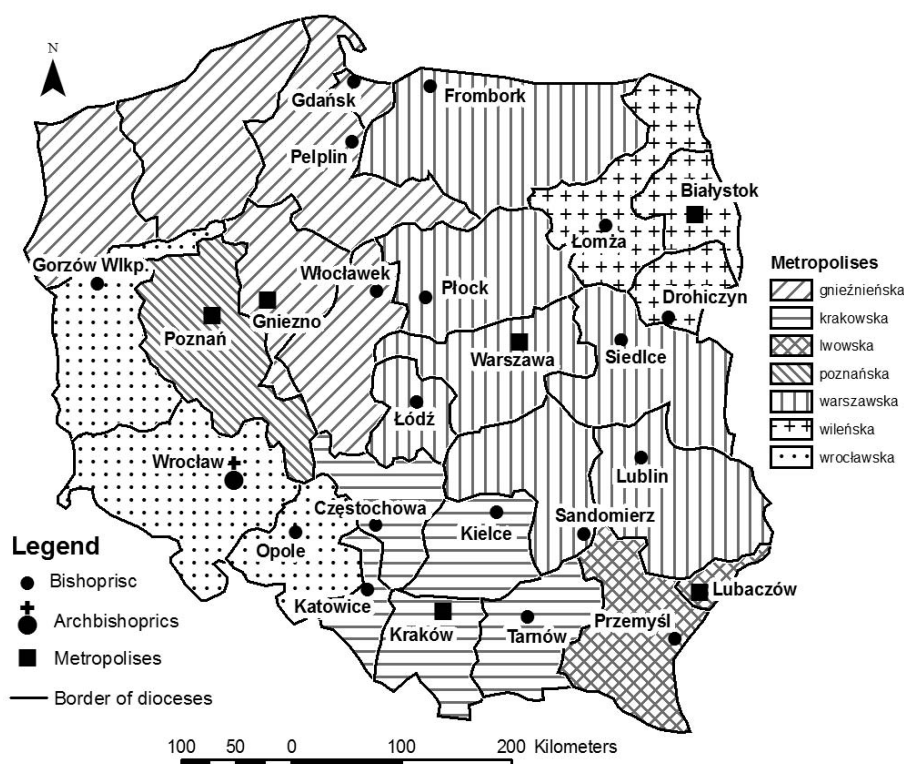 N
Gdańsk
Frombork
Pelplin
Białystok
Łomża
Gorzów Wlkp.
Włocławek
Płock
Drohiczyn
Poznań
Gniezno
Warszawa
Siedlce
Łódź
Wrocław
Lublin
Częstochowa
Kielce
Sandomierz
Opole
Katowice
Kraków
Tarnów
Przemyśl
Lubaczów
Metropolises
gnieźnieńska
krakowska
lwowska
poznańska
warszawska
wileńska
wrocławska
Legend
Bishoprisc
Archbishoprics
Metropolises
Border of dioceses
100 50 0 100 200 Kilometers